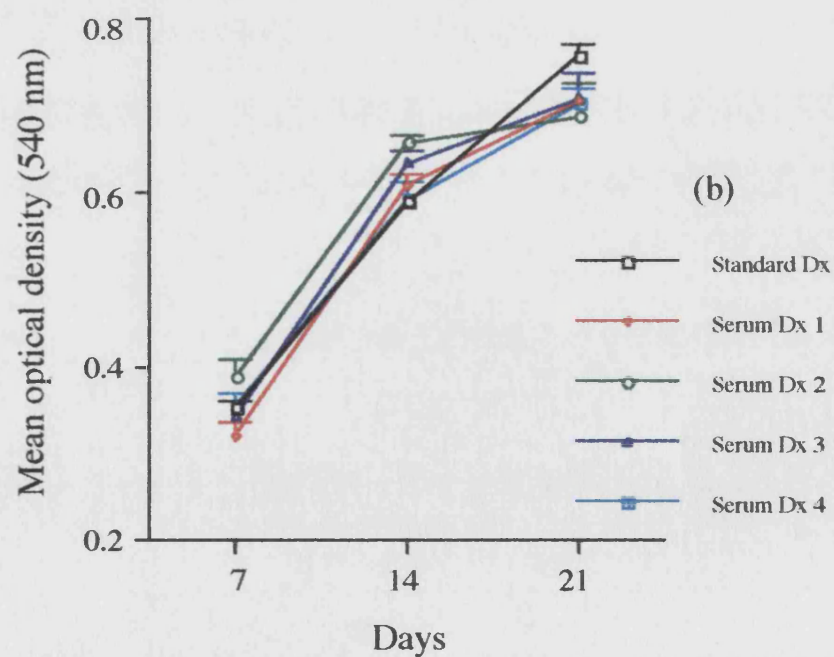 0.8
0.6
0.4
0.2
Mean optical density (540 nm)
7 14 21
Days
(b)
Standard Dx
Serum Dx 1
Serum Dx 2
Serum Dx 3
Serum Dx 4